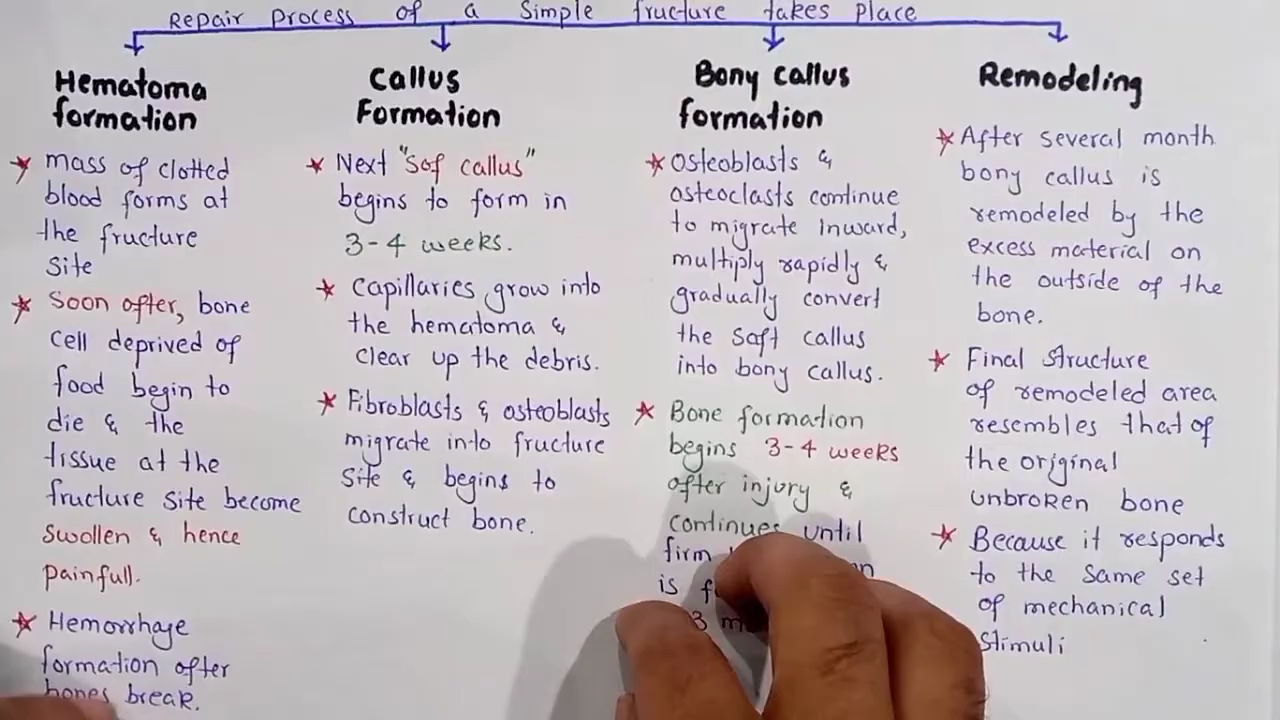 Repair Process of a Simple fructure takes Place
Hematoma
formation
mass of clotted
blood forms at
the fructure
site
Soon after, bone
cell deprived of
food begin to
die & the
tissue at the
fructure site become
swollen & hence
painfull.
Hemorrhage
formation after
bones break.
Callus
Formation
Next "Sof callus"
begins to form in
3-4 weeks.
Capillaries grow into
the hematoma &
clear up the debris.
Fibroblasts & osteoblasts
migrate into fructure
site & begins to
construct bone.
Bony callus
formation
Osteoblasts &
osteoclasts continue
to migrate inward,
multiply rapidly &
gradually convert
the soft callus
into bony callus.
Bone formation
begins 3-4 weeks
after injury &
continues until
firm
is
3
Remodeling
After several month
bony callus is
remodeled by the
excess material on
the outside of the
bone.
Final structure
of remodeled area
resembles that of
the original
unbroken bone
Because it responds
to the same set
of mechanical
stimuli